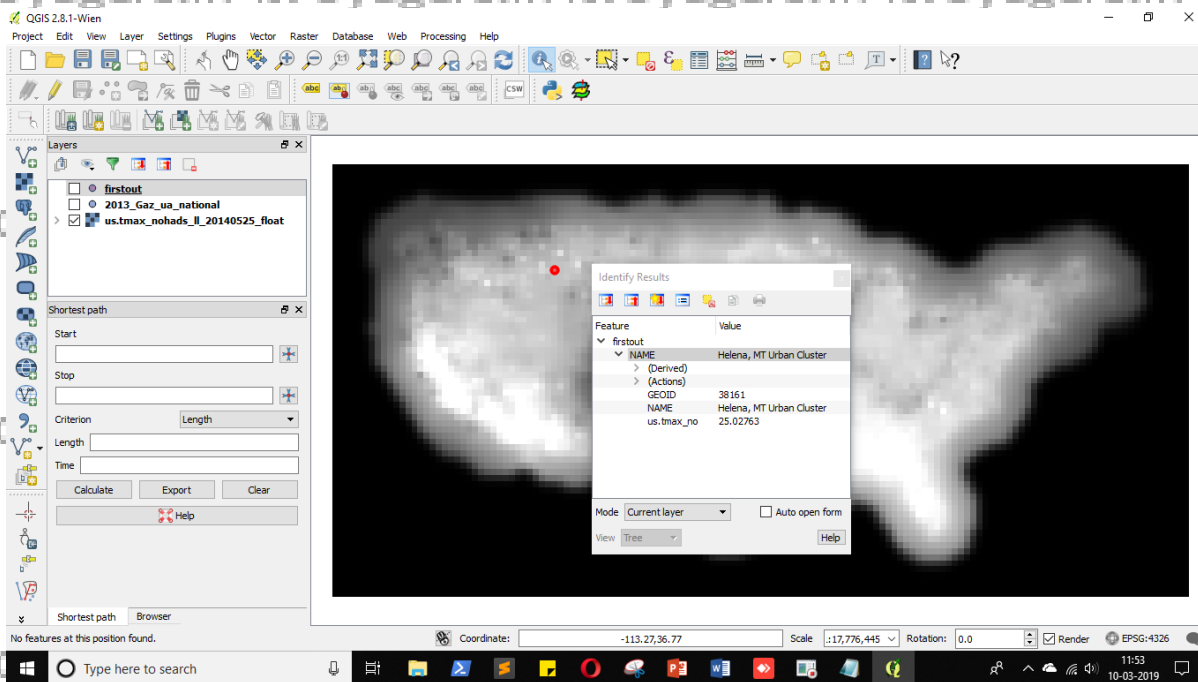 QGIS 2.8.1-Wien
Project Edit View Layer Settings Plugins Vector Raster Database Web Processing Help
CSW
Layers
firstout
2013_Gaz_ua_national
us.tmax_nohads_ll_20140525_float
Shortest path
Start
Stop
Criterion Length
Length
Time
Calculate Export Clear
Help
Shortest path Browser
Identify Results
Feature Value
firstout
NAME Helena, MT Urban Cluster
(Derived)
(Actions)
GEOID 38161
NAME Helena, MT Urban Cluster
us.tmax_no 25.02763
Mode Current layer Auto open form
View Tree Help
No features at this position found. Coordinate: -113.27,36.77 Scale .:17,776,445 Rotation: 0.0 Render EPSG:4326
Type here to search
11:53
10-03-2019